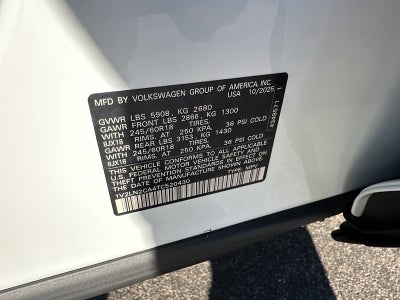 MFD BY VOLKSWAGEN GROUP OF AMERICA, INC.
USA 10/2025
GVWR LBS 5908, KG 2680
GAWR FRONT LBS 2866, KG 1300
WITH 245/60R18 TIRES,
8JX18 RIMS, AT 250 KPA, 36 PSI COLD
GAWR REAR LBS 3153 KG 1430
WITH 245/60R18 TIRES,
8JX18 RIMS, AT 250 KPA, 36 PSI COLD
THIS VEHICLE CONFORMS TO ALL APPLICABLE
U.S. FEDERAL MOTOR VEHICLE SAFETY
STANDARDS IN EFFECT ON THE DATE OF
MANUFACTURE SHOWN ABOVE.
TYPE: MPV